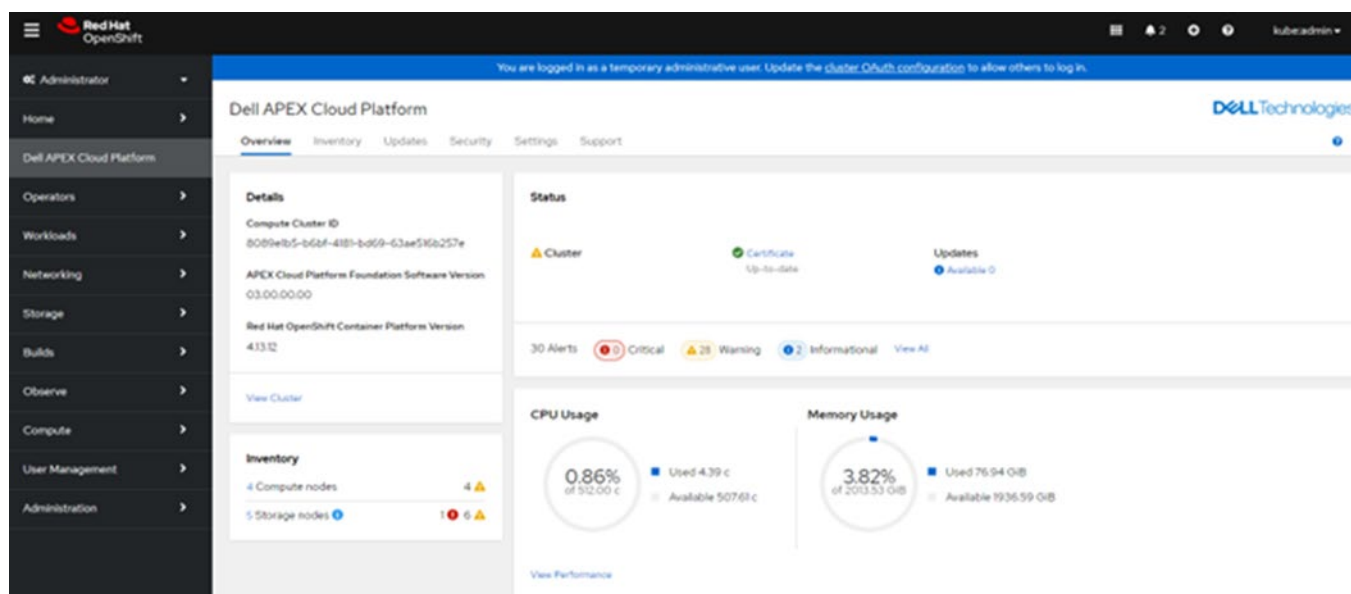 Red Hat
OpenShift
2
kube:admin
You are logged in as a temporary administrative user. Update the cluster OAuth configuration to allow others to log in.
Administrator
Home
Dell APEX Cloud Platform
Operators
Workloads
Networking
Storage
Builds
Observe
Compute
User Management
Administration
Dell APEX Cloud Platform
DELL Technologies
Overview Inventory Updates Security Settings Support
Details
Compute Cluster ID
8089e1b5-b6bf-4181-bd69-63ae516b257e
APEX Cloud Platform Foundation Software Version
03.00.00.00
Red Hat OpenShift Container Platform Version
4.13.12
View Cluster
Inventory
4 Compute nodes 4
5 Storage nodes 1 6
Status
Cluster
Certificate
Up-to-date
Updates
Available 0
30 Alerts 0 Critical 28 Warning 2 Informational View All
CPU Usage
0.86%
of 512.00 c
Used 4.39 c
Available 507.61 c
Memory Usage
3.82%
of 2013.53 GiB
Used 76.94 GiB
Available 1936.59 GiB
View Performance